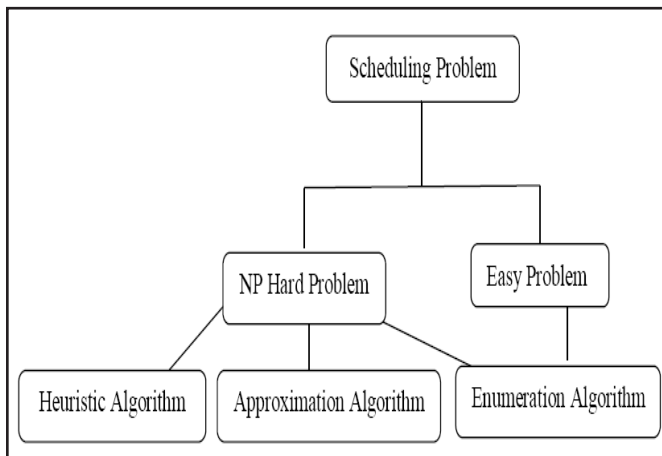 Scheduling Problem
NP Hard Problem
Easy Problem
Heuristic Algorithm
Approximation Algorithm
Enumeration Algorithm